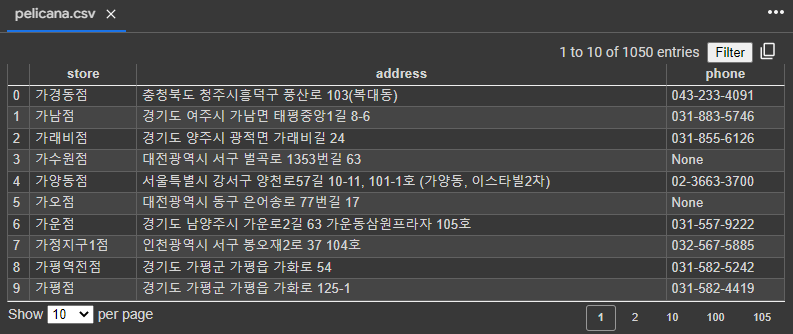 pelicana.csv ×
1 to 10 of 1050 entries Filter
store address phone
0 가경동점 충청북도 청주시흥덕구 풍산로 103(복대동) 043-233-4091
1 가남점 경기도 여주시 가남면 태평중앙1길 8-6 031-883-5746
2 가래비점 경기도 양주시 광적면 가래비길 24 031-855-6126
3 가수원점 대전광역시 서구 벌곡로 1353번길 63 None
4 가양동점 서울특별시 강서구 양천로57길 10-11, 101-1호 (가양동, 이스타빌2차) 02-3663-3700
5 가오점 대전광역시 동구 은어송로 77번길 17 None
6 가운점 경기도 남양주시 가운로2길 63 가운동삼원프라자 105호 031-557-9222
7 가정지구1점 인천광역시 서구 봉오재2로 37 104호 032-567-5885
8 가평역전점 경기도 가평군 가평읍 가화로 54 031-582-5242
9 가평점 경기도 가평군 가평읍 가화로 125-1 031-582-4419
Show 10 per page 1 2 10 100 105